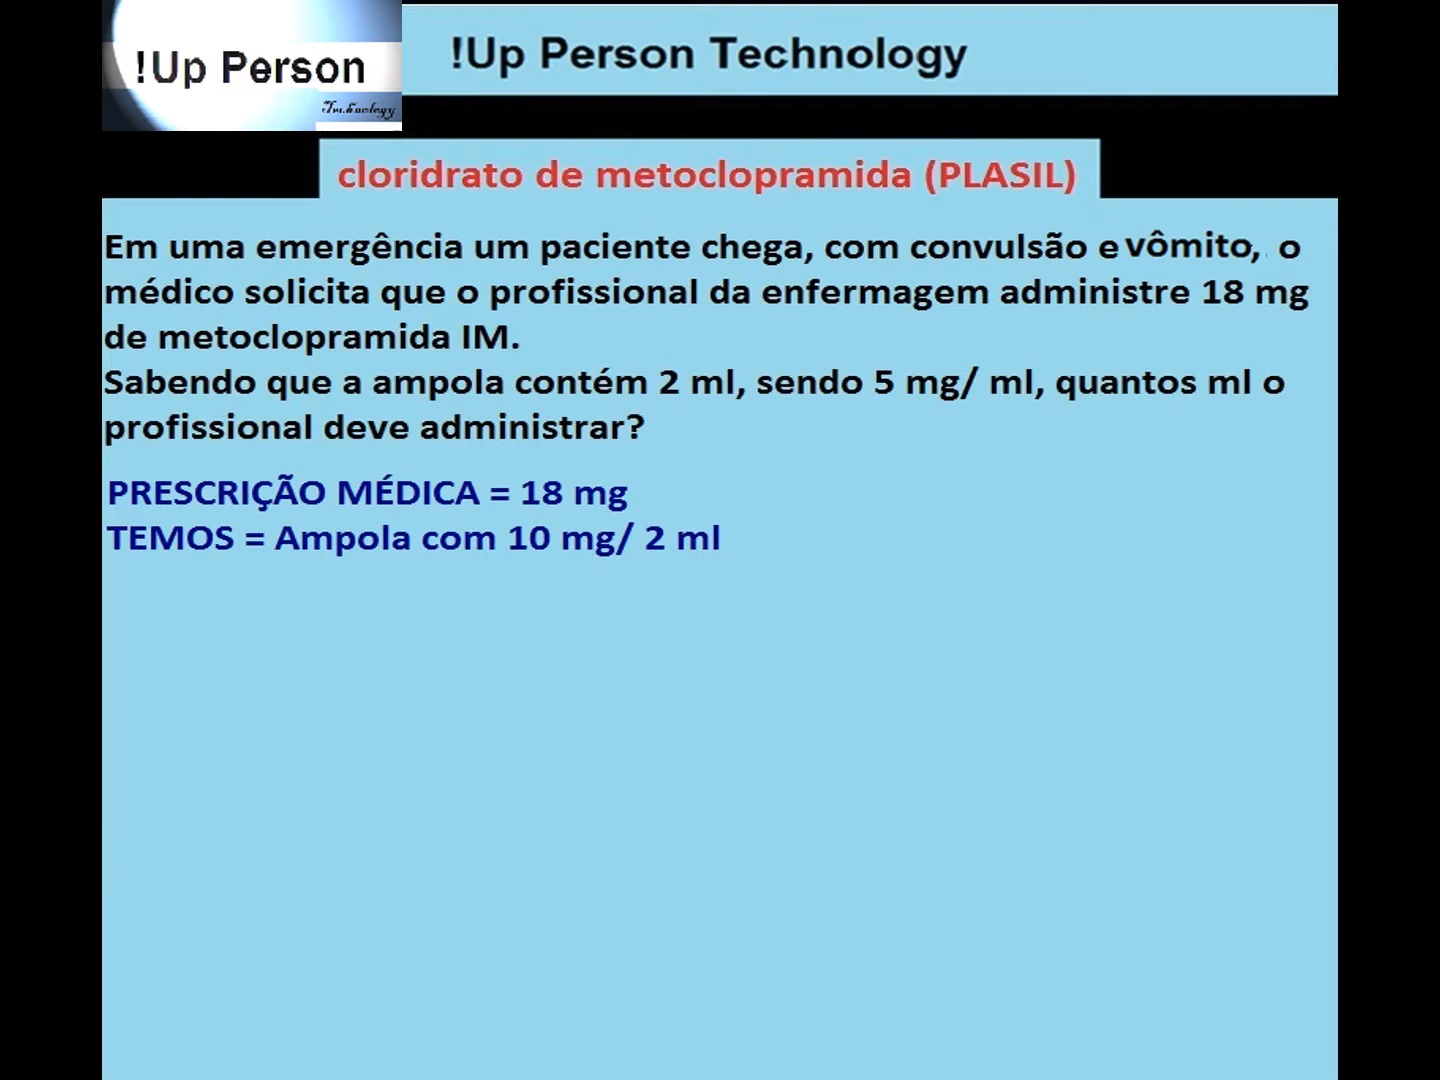 !Up Person
Technology
!Up Person Technology
cloridrato de metoclopramida (PLASIL)
Em uma emergência um paciente chega, com convulsão e vômito, o
médico solicita que o profissional da enfermagem administre 18 mg
de metoclopramida IM.
Sabendo que a ampola contém 2 ml, sendo 5 mg/ ml, quantos ml o
profissional deve administrar?
PRESCRIÇÃO MÉDICA = 18 mg
TEMOS = Ampola com 10 mg/ 2 ml